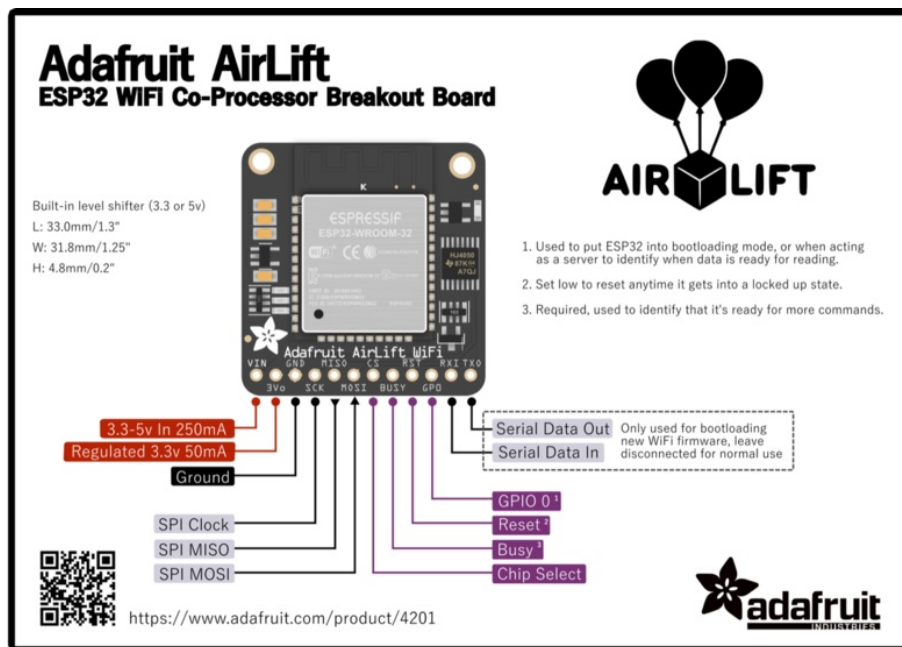 Adafruit AirLift
ESP32 WiFi Co-Processor Breakout Board
AIR LIFT
Built-in level shifter (3.3 or 5v)
L: 33.0mm/1.3"
W: 31.8mm/1.25"
H: 4.8mm/0.2"
1. Used to put ESP32 into bootloading mode, or when acting
as a server to identify when data is ready for reading.
2. Set low to reset anytime it gets into a locked up state.
3. Required, used to identify that it's ready for more commands.
ESPRESSIF
ESP32-WROOM-32
WiFi
CE
HJ4050
A7QJ
Adafruit AirLift WiFi
VIN GND MISO CS RST RXI TXO
3Vo SCK MOSI BUSY GPO
3.3-5v In 250mA
Regulated 3.3v 50mA
Ground
SPI Clock
SPI MISO
SPI MOSI
Serial Data Out
Serial Data In
Only used for bootloading
new WiFi firmware, leave
disconnected for normal use
GPIO 0 ¹
Reset ²
Busy ³
Chip Select
https://www.adafruit.com/product/4201
adafruit
INDUSTRIES